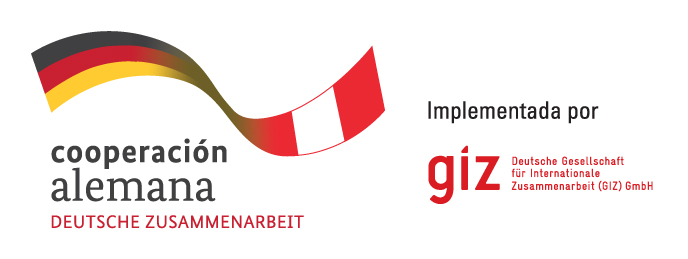 cooperación
alemana
DEUTSCHE ZUSAMMENARBEIT
Implementada por
giz
Deutsche Gesellschaft
für Internationale
Zusammenarbeit (GIZ) GmbH